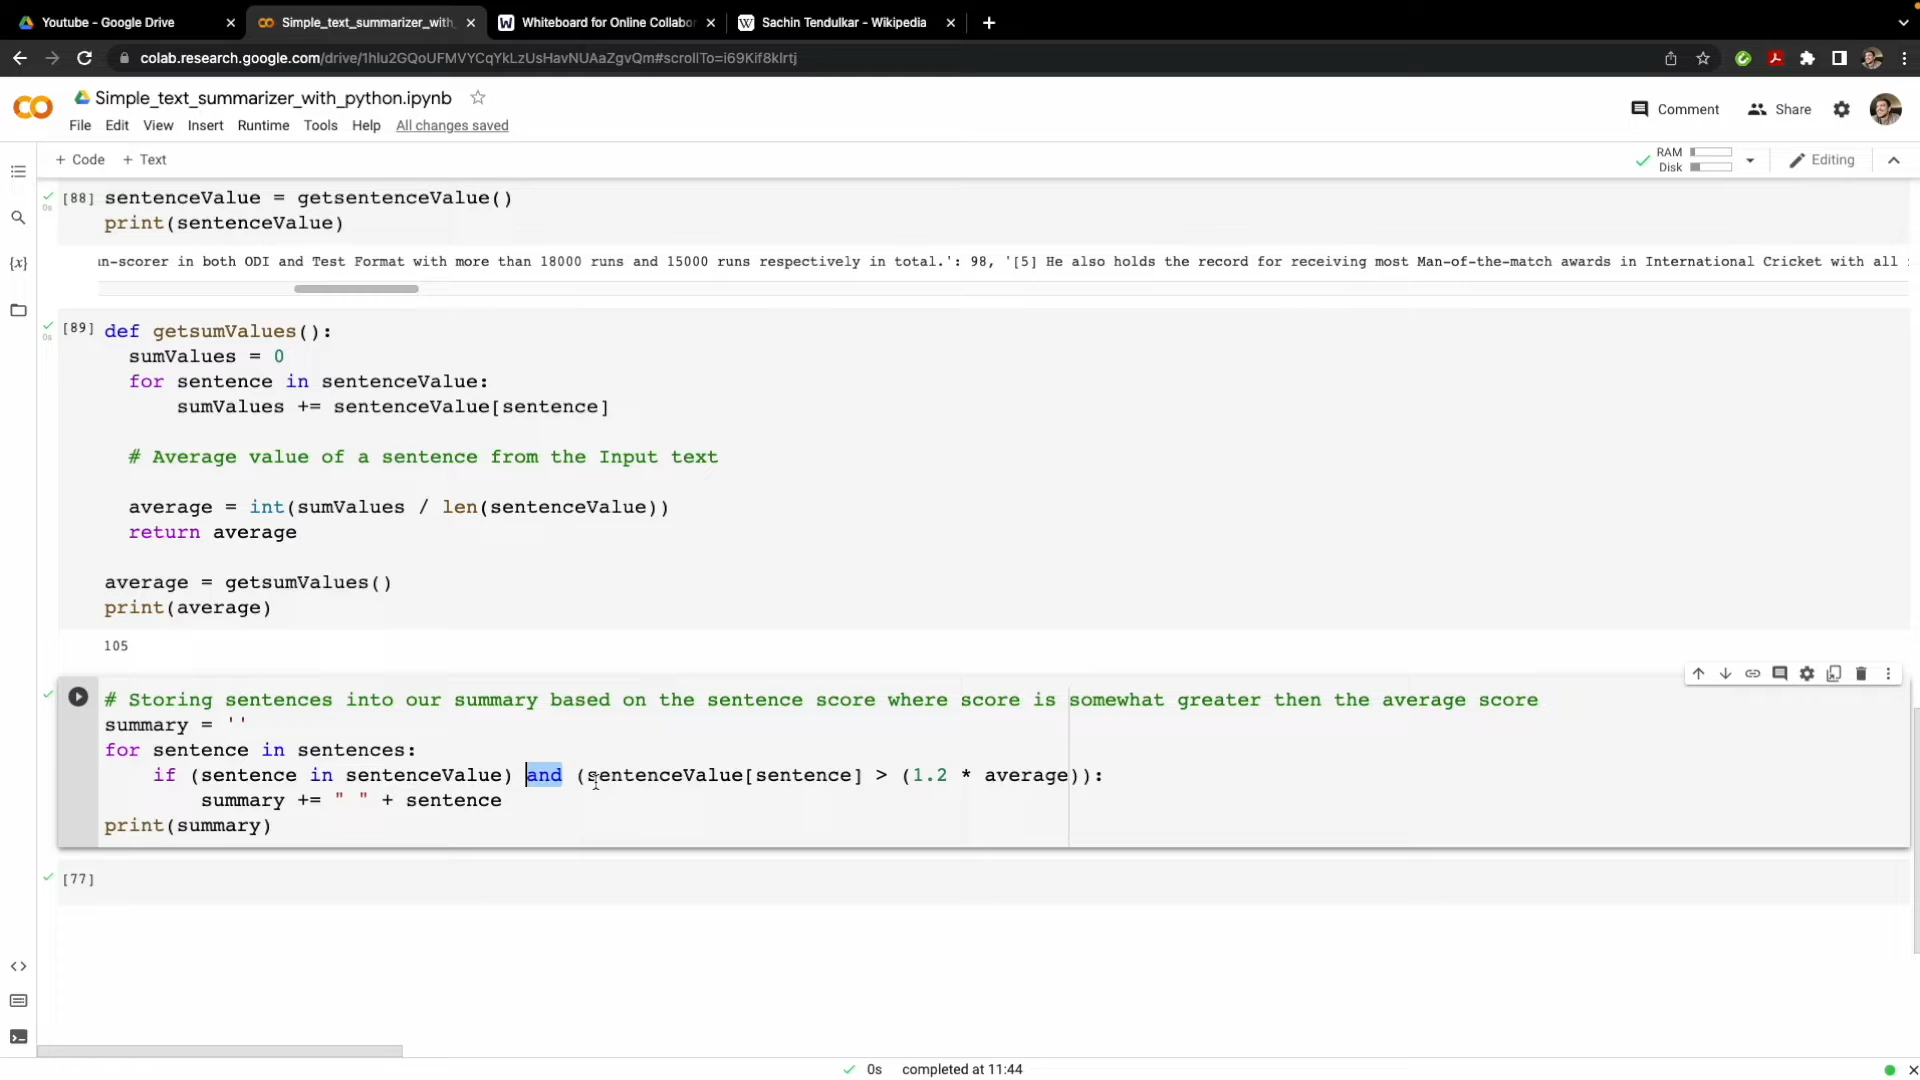 Youtube - Google Drive
Simple_text_summarizer_with_
Whiteboard for Online Collabor
Sachin Tendulkar - Wikipedia
colab.research.google.com/drive/1hlu2GQoUFMVYCqYkLzUsHavNUAaZgvQm#scrollTo=i69Kif8kIrtj
Simple_text_summarizer_with_python.ipynb
Comment
Share
File Edit View Insert Runtime Tools Help All changes saved
+ Code + Text
RAM
Disk
Editing
[88] sentenceValue = getsentenceValue()
0s
print(sentenceValue)
ın-scorer in both ODI and Test Format with more than 18000 runs and 15000 runs respectively in total.': 98, '[5] He also holds the record for receiving most Man-of-the-match awards in International Cricket with all
{x}
[89] def getsumValues():
0s
sumValues = 0
for sentence in sentenceValue:
sumValues += sentenceValue[sentence]
# Average value of a sentence from the Input text
average = int(sumValues / len(sentenceValue))
return average
average = getsumValues()
print(average)
105
# Storing sentences into our summary based on the sentence score where score is somewhat greater then the average score
summary = ''
for sentence in sentences:
if (sentence in sentenceValue) and (sentenceValue[sentence] > (1.2 * average)):
summary += " " + sentence
print(summary)
[77]
0s completed at 11:44